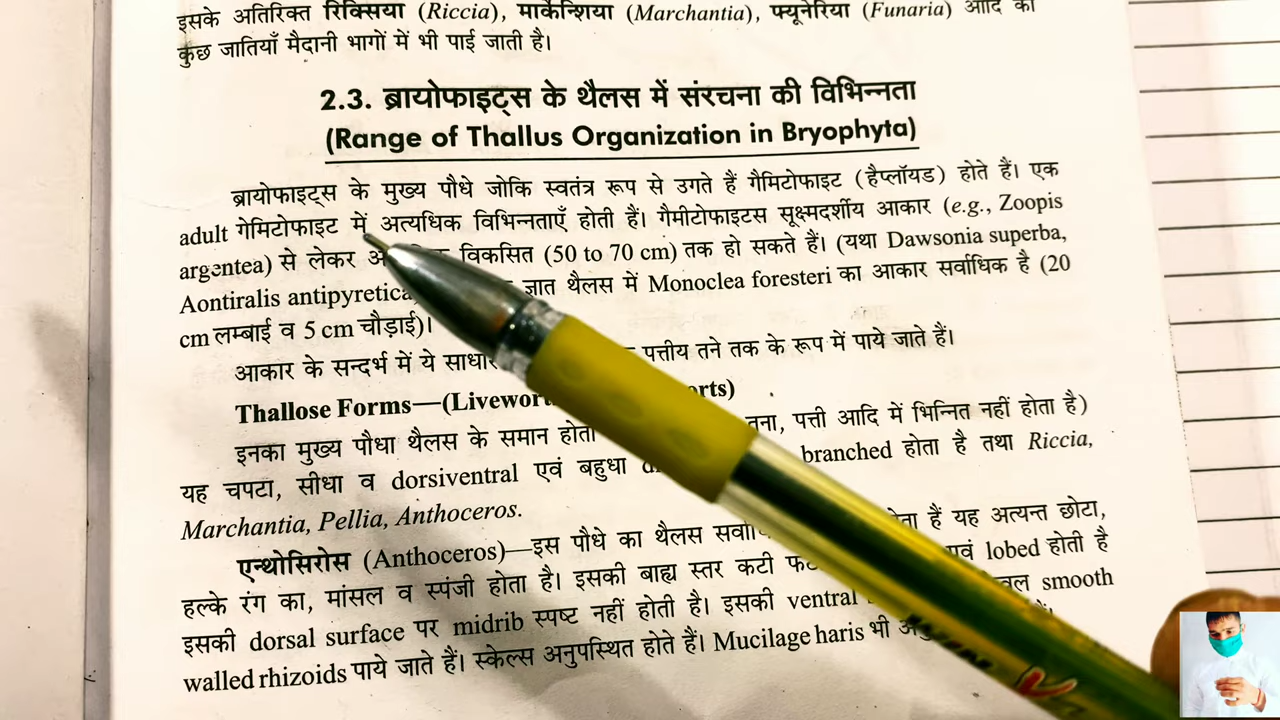 इसके अतिरिक्त रिक्सिया (Riccia), मार्केन्शिया (Marchantia), फ्यूनेरिया (Funaria) आदि की
कुछ जातियाँ मैदानी भागों में भी पाई जाती है।
2.3. ब्रायोफाइट्स के थैलस में संरचना की विभिन्नता
(Range of Thallus Organization in Bryophyta)
ब्रायोफाइट्स के मुख्य पौधे जोकि स्वतंत्र रूप से उगते हैं गैमिटोफाइट (हैप्लॉयड) होते हैं। एक
adult गेमिटोफाइट में अत्यधिक विभिन्नताएँ होती हैं। गैमीटोफाइटस सूक्ष्मदर्शीय आकार (e.g., Zoopis
argentea) से लेकर विकसित (50 to 70 cm) तक हो सकते हैं। (यथा Dawsonia superba,
Aontiralis antipyretica, ज्ञात थैलस में Monoclea foresteri का आकार सर्वाधिक है (20
cm लम्बाई व 5 cm चौड़ाई)।
आकार के सन्दर्भ में ये पत्तीय तने तक के रूप में पाये जाते हैं।
Thallose Forms—
इनका मुख्य पौधा थैलस के समान होता तना, पत्ती आदि में भिन्नित नहीं होता है)
यह चपटा, सीधा व dorsiventral एवं बहुधा branched होता है तथा Riccia,
Marchantia, Pellia, Anthoceros.
एन्थोसिरोस (Anthoceros)—इस पौधे का थैलस हैं यह अत्यन्त छोटा,
हल्के रंग का, मांसल व स्पंजी होता है। इसकी बाह्य स्तर कटी एवं lobed होती है
इसकी dorsal surface पर midrib स्पष्ट नहीं होती है। इसकी ventral smooth
walled rhizoids पाये जाते हैं। स्केल्स अनुपस्थित होते हैं। Mucilage haris भी